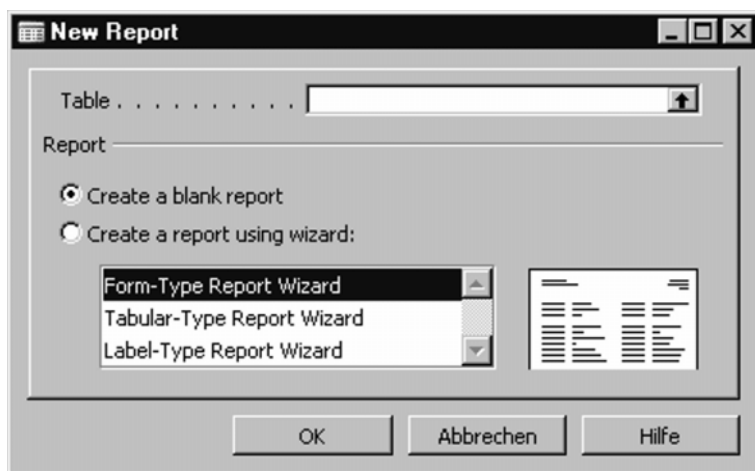 New Report
Table . . . . . . . . . .
Report
Create a blank report
Create a report using wizard:
Form-Type Report Wizard
Tabular-Type Report Wizard
Label-Type Report Wizard
OK Abbrechen Hilfe